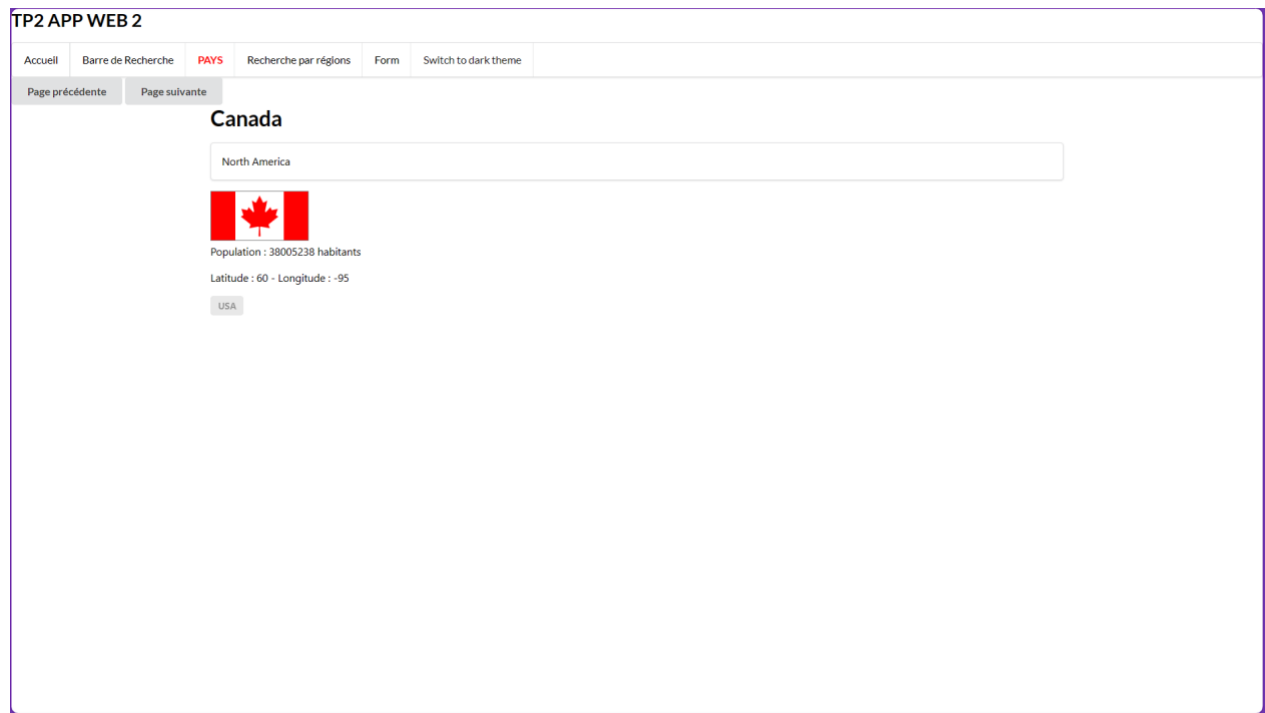 TP2 APP WEB 2
Accueil Barre de Recherche PAYS Recherche par régions Form Switch to dark theme
Page précédente Page suivante
Canada
North America
Population : 38005238 habitants
Latitude : 60 - Longitude : -95
USA